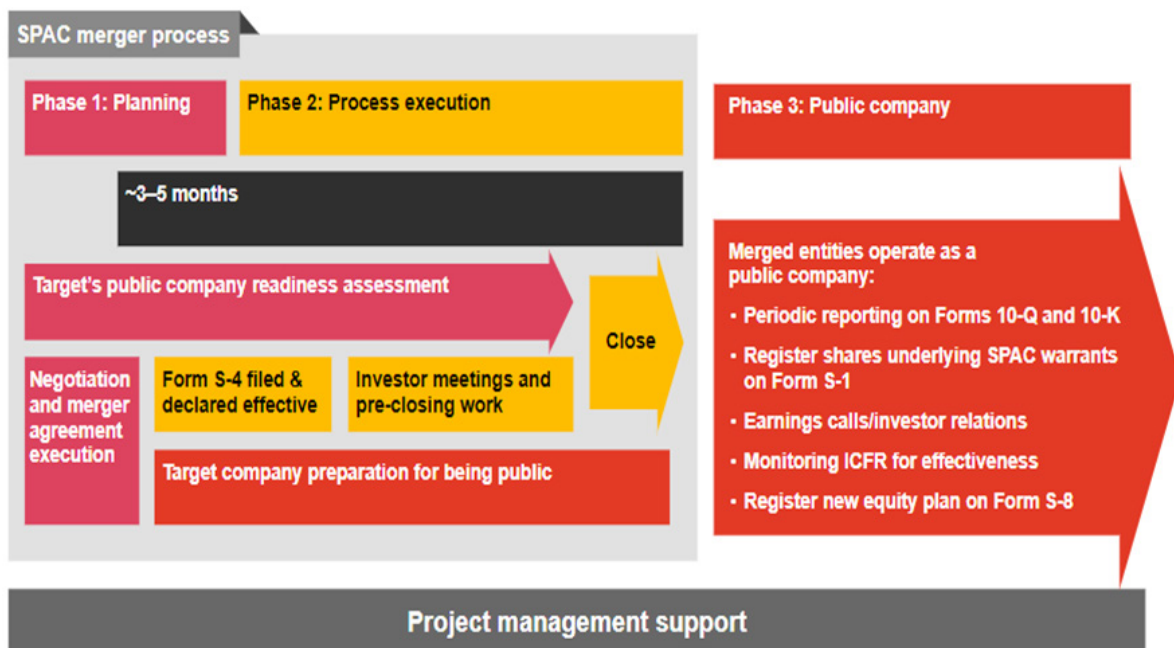 SPAC merger process
Phase 1: Planning
Phase 2: Process execution
Phase 3: Public company
~3–5 months
Target's public company readiness assessment
Close
Negotiation
and merger
agreement
execution
Form S-4 filed &
declared effective
Investor meetings and
pre-closing work
Target company preparation for being public
Merged entities operate as a
public company:
▪ Periodic reporting on Forms 10-Q and 10-K
▪ Register shares underlying SPAC warrants
on Form S-1
▪ Earnings calls/investor relations
▪ Monitoring ICFR for effectiveness
▪ Register new equity plan on Form S-8
Project management support